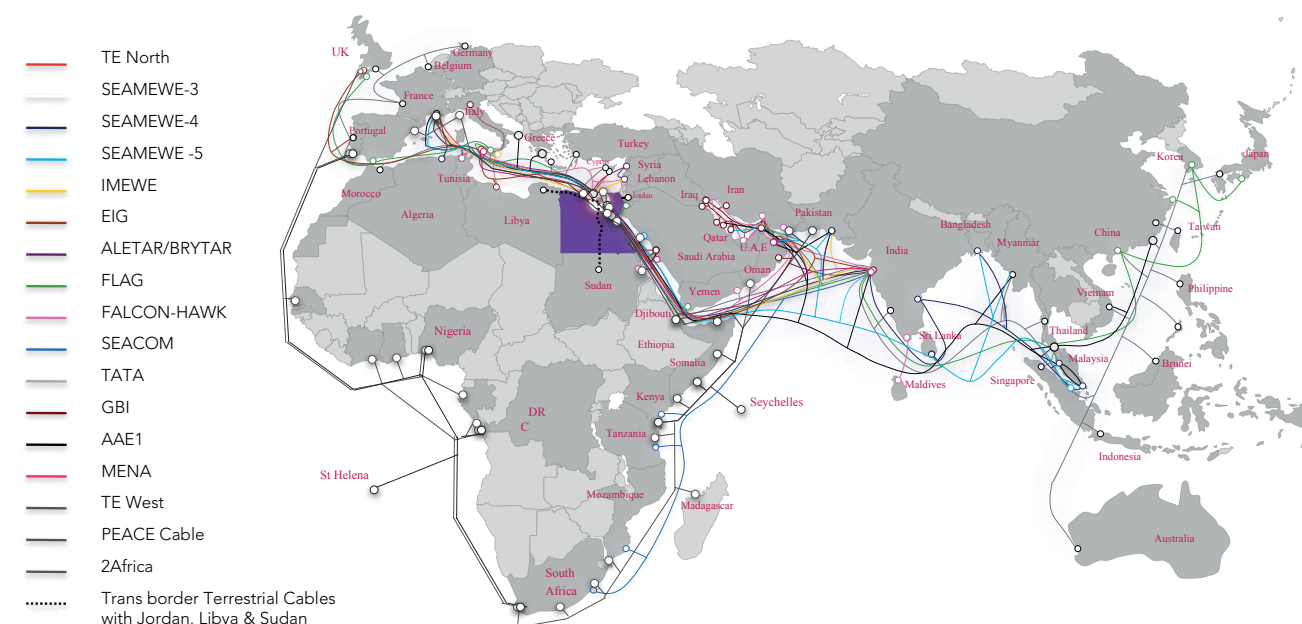 TE North
SEAMEWE-3
SEAMEWE-4
SEAMEWE -5
IMEWE
EIG
ALETAR/BRYTAR
FLAG
FALCON-HAWK
SEACOM
TATA
GBI
AAE1
MENA
TE West
PEACE Cable
2Africa
Trans border Terrestrial Cables
with Jordan, Libya & Sudan
UK
Germany
Belgium
France
Italy
Portugal
Greece
Turkey
Cyprus
Syria
Lebanon
Jordan
Tunisia
Morocco
Algeria
Libya
Iraq
Iran
Pakistan
Qatar
U.A.E
Saudi Arabia
Oman
Yemen
India
Bangladesh
Myanmar
China
Korea
Japan
Taiwan
Philippine
Vietnam
Thailand
Malaysia
Brunei
Singapore
Indonesia
Sri Lanka
Maldives
Sudan
Djibouti
Ethiopia
Somalia
Kenya
Seychelles
Nigeria
DR
C
Tanzania
St Helena
Mozambique
Madagascar
South
Africa
Australia